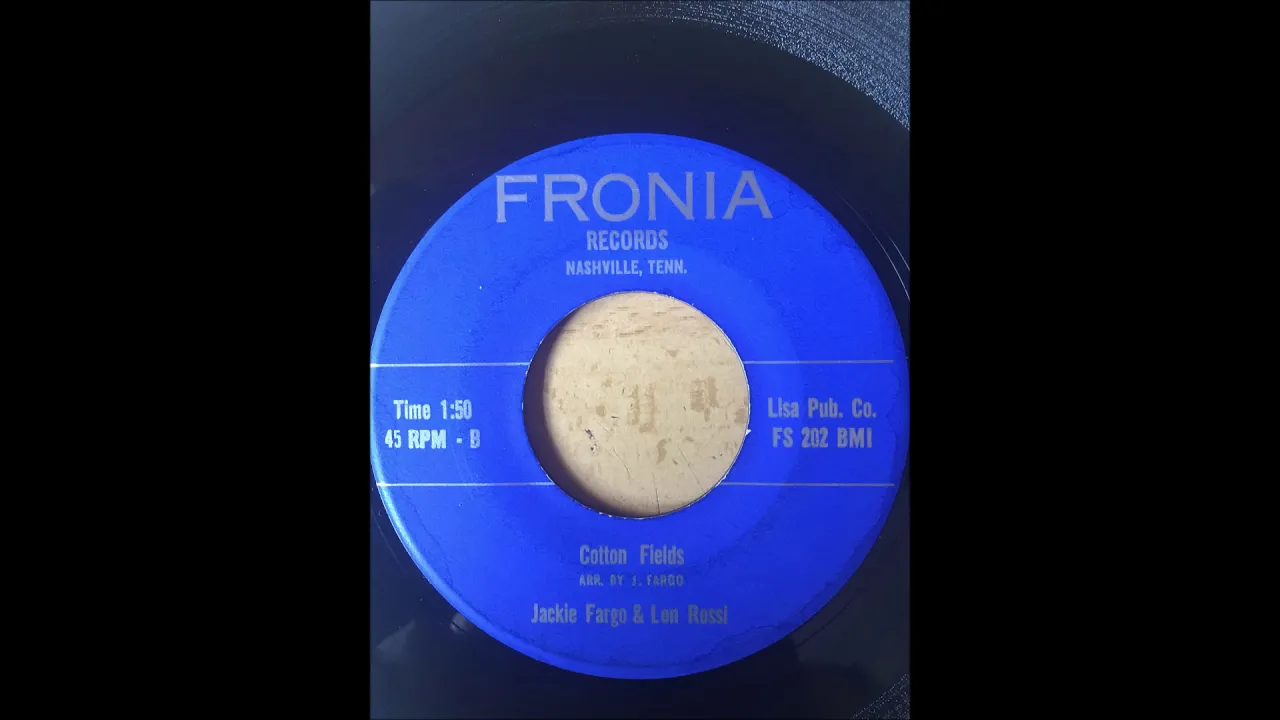 FRONIA
RECORDS
NASHVILLE, TENN.
Time 1:50
45 RPM - B
Lisa Pub. Co.
FS 202 BMI
Cotton Fields
ARR. BY J. FARGO
Jackie Fargo & Len Rossi